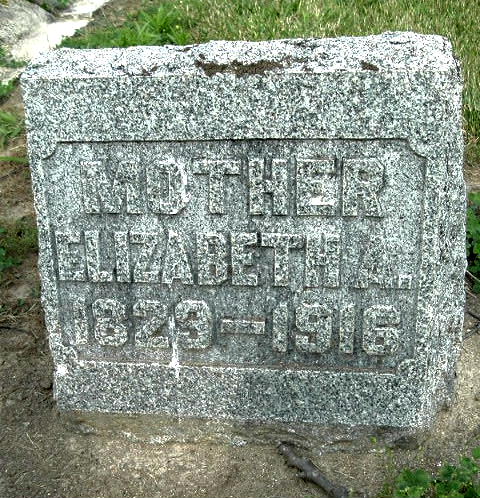 MOTHER
ELIZABETH A.
1829-1916